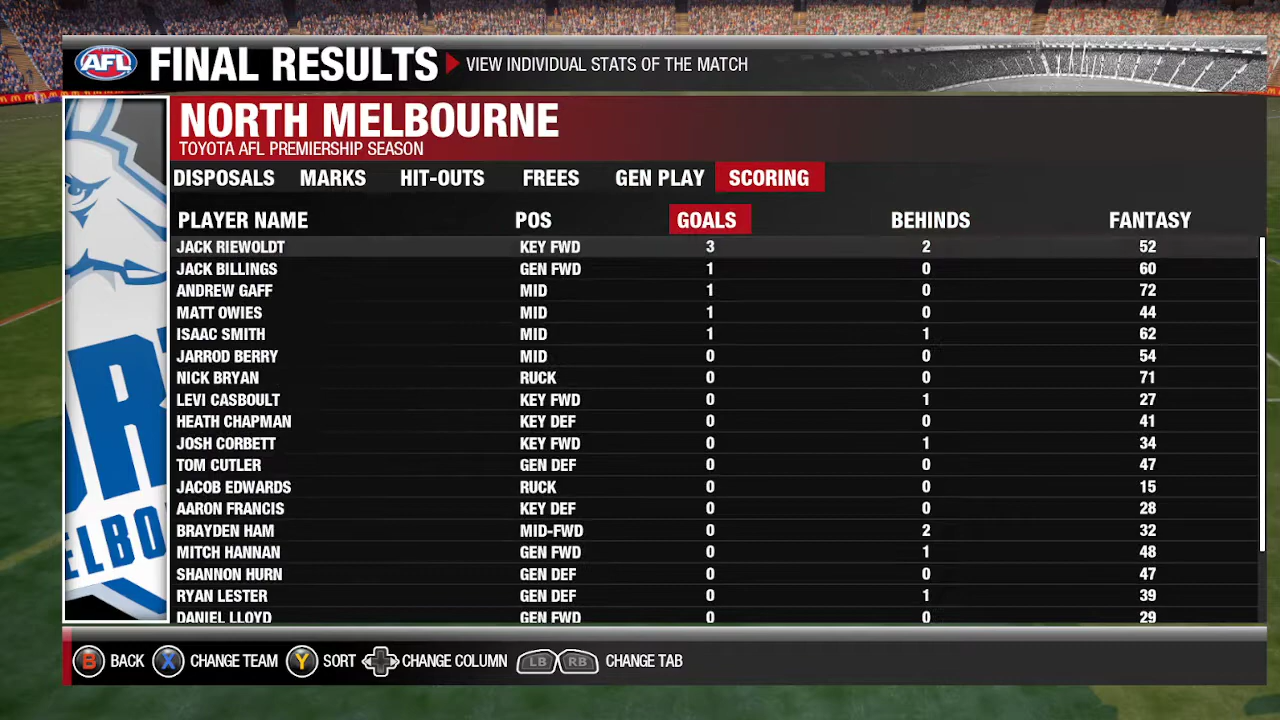 AFL FINAL RESULTS VIEW INDIVIDUAL STATS OF THE MATCH
NORTH MELBOURNE
TOYOTA AFL PREMIERSHIP SEASON
DISPOSALS MARKS HIT-OUTS FREES GEN PLAY SCORING
PLAYER NAME POS GOALS BEHINDS FANTASY
JACK RIEWOLDT KEY FWD 3 2 52
JACK BILLINGS GEN FWD 1 0 60
ANDREW GAFF MID 1 0 72
MATT OWIES MID 1 0 44
ISAAC SMITH MID 1 1 62
JARROD BERRY MID 0 0 54
NICK BRYAN RUCK 0 0 71
LEVI CASBOULT KEY FWD 0 1 27
HEATH CHAPMAN KEY DEF 0 0 41
JOSH CORBETT KEY FWD 0 1 34
TOM CUTLER GEN DEF 0 0 47
JACOB EDWARDS RUCK 0 0 15
AARON FRANCIS KEY DEF 0 0 28
BRAYDEN HAM MID-FWD 0 2 32
MITCH HANNAN GEN FWD 0 1 48
SHANNON HURN GEN DEF 0 0 47
RYAN LESTER GEN DEF 0 1 39
DANIEL LLOYD GEN FWD 0 0 29
ORT
ELBO
B BACK X CHANGE TEAM Y SORT CHANGE COLUMN LB RB CHANGE TAB